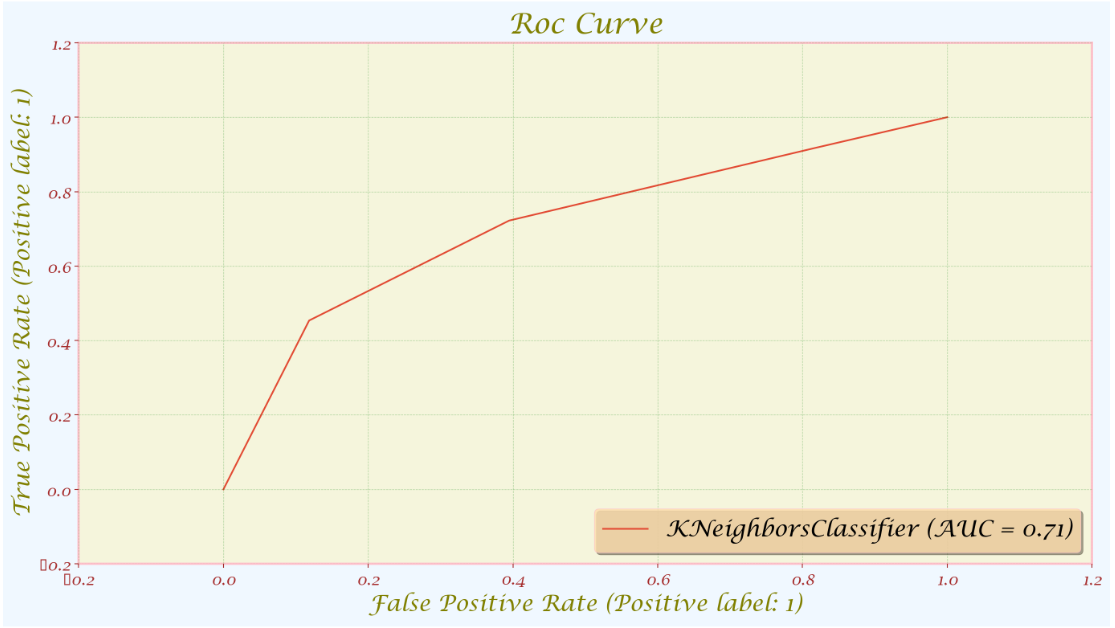 Roc Curve
True Positive Rate (Positive label: 1)
1.2
1.0
0.8
0.6
0.4
0.2
0.0
▯0.2
▯0.2 0.0 0.2 0.4 0.6 0.8 1.0 1.2
KNeighborsClassifier (AUC = 0.71)
False Positive Rate (Positive label: 1)